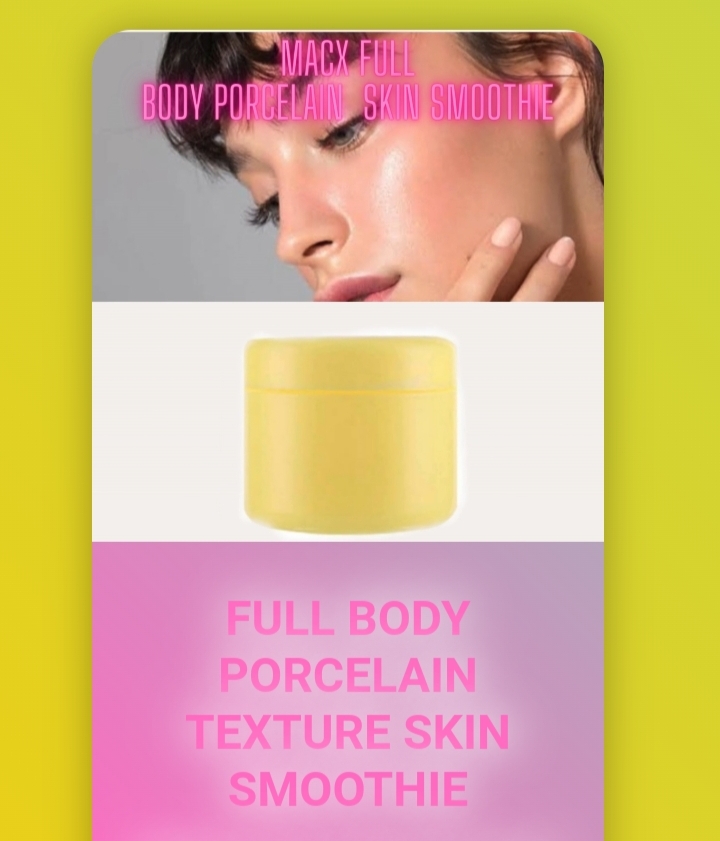 MACX FULL
BODY PORCELAIN SKIN SMOOTHIE
FULL BODY
PORCELAIN
TEXTURE SKIN
SMOOTHIE